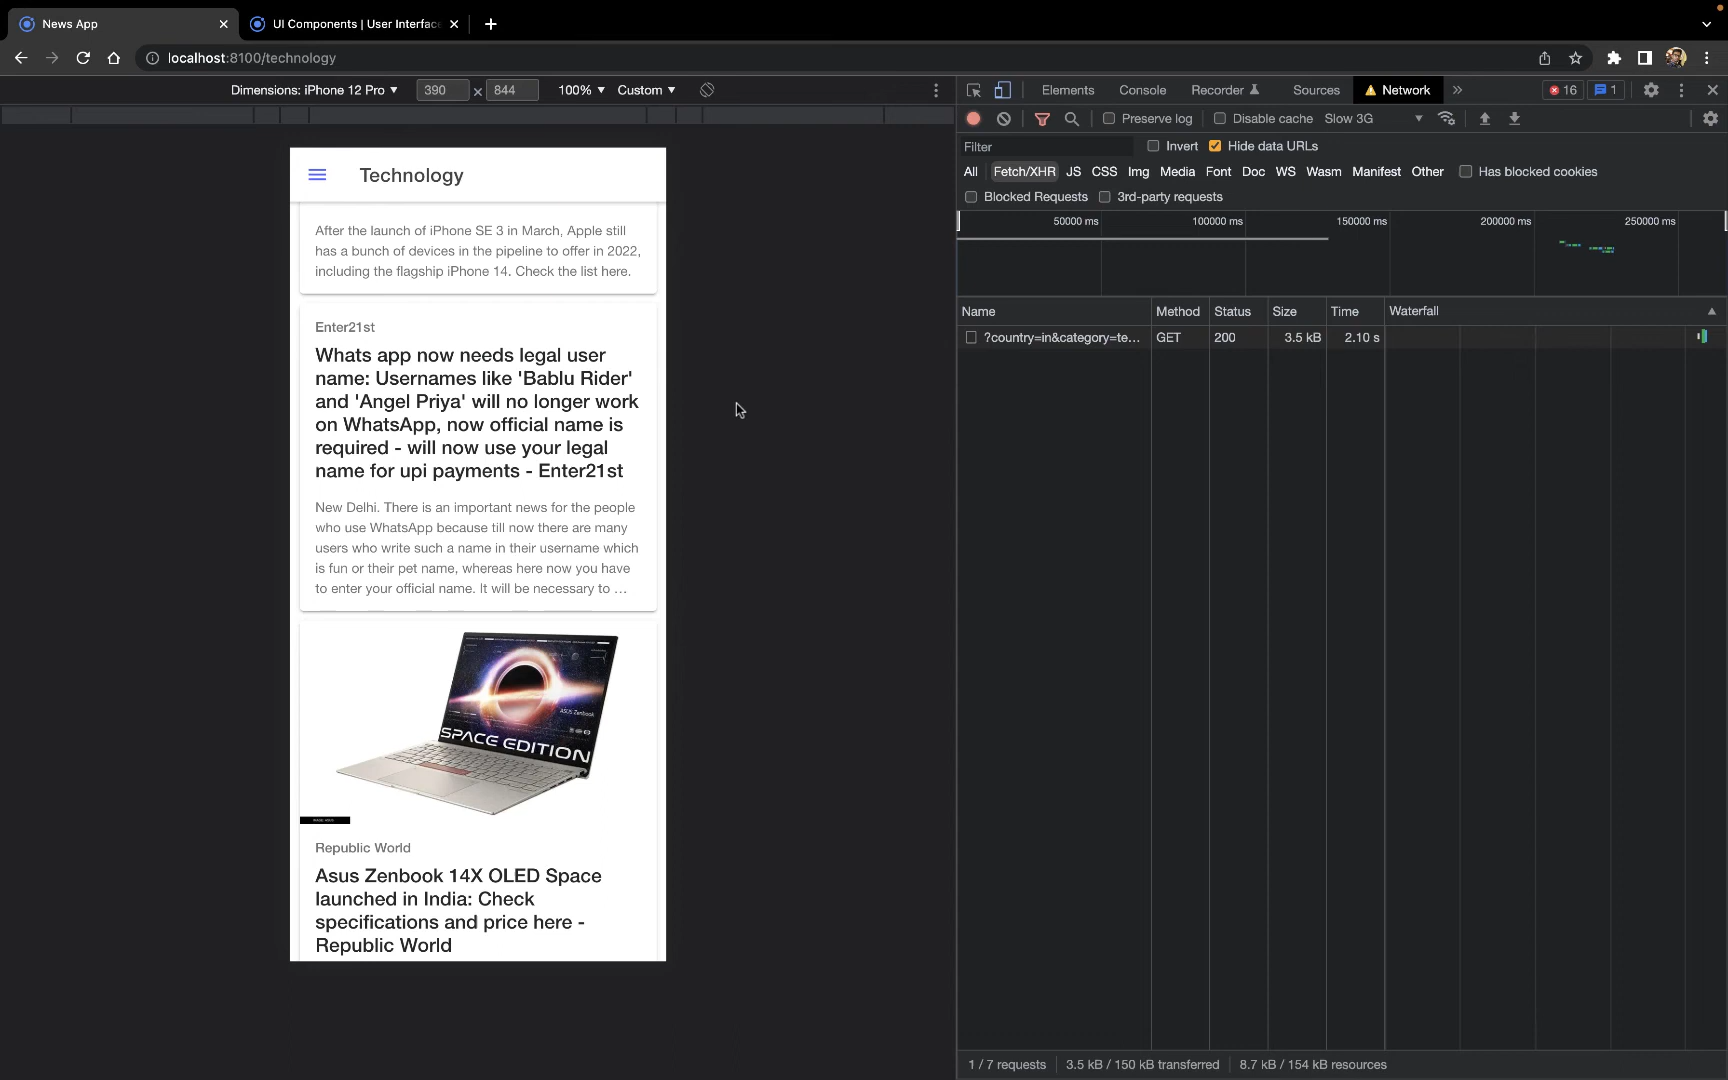 News App
UI Components | User Interfac
localhost:8100/technology
Dimensions: iPhone 12 Pro
390 x 844
100%
Custom
Elements
Console
Recorder
Sources
Network
16
1
Preserve log
Disable cache
Slow 3G
Filter
Invert
Hide data URLs
All Fetch/XHR JS CSS Img Media Font Doc WS Wasm Manifest Other Has blocked cookies
Blocked Requests
3rd-party requests
50000 ms 100000 ms 150000 ms 200000 ms 250000 ms
Name Method Status Size Time Waterfall
?country=in&category=te... GET 200 3.5 kB 2.10 s
1 / 7 requests 3.5 kB / 150 kB transferred 8.7 kB / 154 kB resources
Technology
After the launch of iPhone SE 3 in March, Apple still
has a bunch of devices in the pipeline to offer in 2022,
including the flagship iPhone 14. Check the list here.
Enter21st
Whats app now needs legal user
name: Usernames like 'Bablu Rider'
and 'Angel Priya' will no longer work
on WhatsApp, now official name is
required - will now use your legal
name for upi payments - Enter21st
New Delhi. There is an important news for the people
who use WhatsApp because till now there are many
users who write such a name in their username which
is fun or their pet name, whereas here now you have
to enter your official name. It will be necessary to …
ASUS Zenbook
SPACE EDITION
Republic World
Asus Zenbook 14X OLED Space
launched in India: Check
specifications and price here -
Republic World